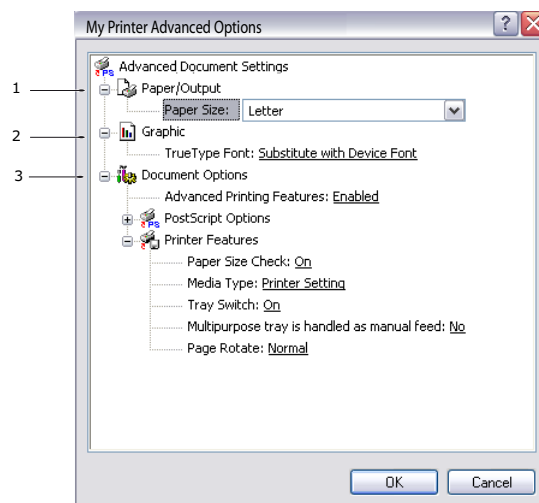 My Printer Advanced Options
Advanced Document Settings
1
Paper/Output
Paper Size: Letter
2
Graphic
TrueType Font: Substitute with Device Font
3
Document Options
Advanced Printing Features: Enabled
PostScript Options
Printer Features
Paper Size Check: On
Media Type: Printer Setting
Tray Switch: On
Multipurpose tray is handled as manual feed: No
Page Rotate: Normal
OK Cancel